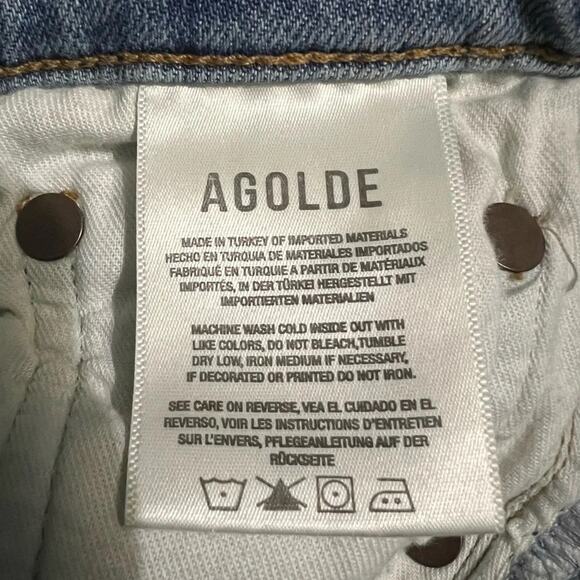 AGOLDE
MADE IN TURKEY OF IMPORTED MATERIALS
HECHO EN TURQUIA DE MATERIALES IMPORTADOS
FABRIQUÉ EN TURQUIE A PARTIR DE MATÉRIAUX
IMPORTÉS, IN DER TÜRKEI HERGESTELLT MIT
IMPORTIERTEN MATERIALIEN
MACHINE WASH COLD INSIDE OUT WITH
LIKE COLORS, DO NOT BLEACH,TUMBLE
DRY LOW, IRON MEDIUM IF NECESSARY,
IF DECORATED OR PRINTED DO NOT IRON.
SEE CARE ON REVERSE, VEA EL CUIDADO EN EL
REVERSO, VOIR LES INSTRUCTIONS D'ENTRETIEN
SUR L'ENVERS, PFLEGEANLEITUNG AUF DER
RÜCKSEITE